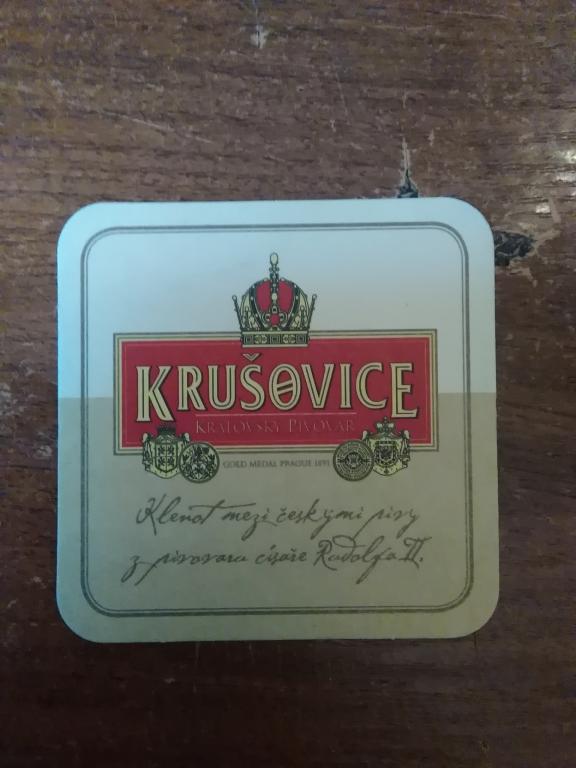 KRUŠOVICE
KRÁLOVSKÝ PIVOVAR
GOLD MEDAL PRAGUE 1891
Klenot mezi českými pivy
z pivovaru císaře Rudolfa II.